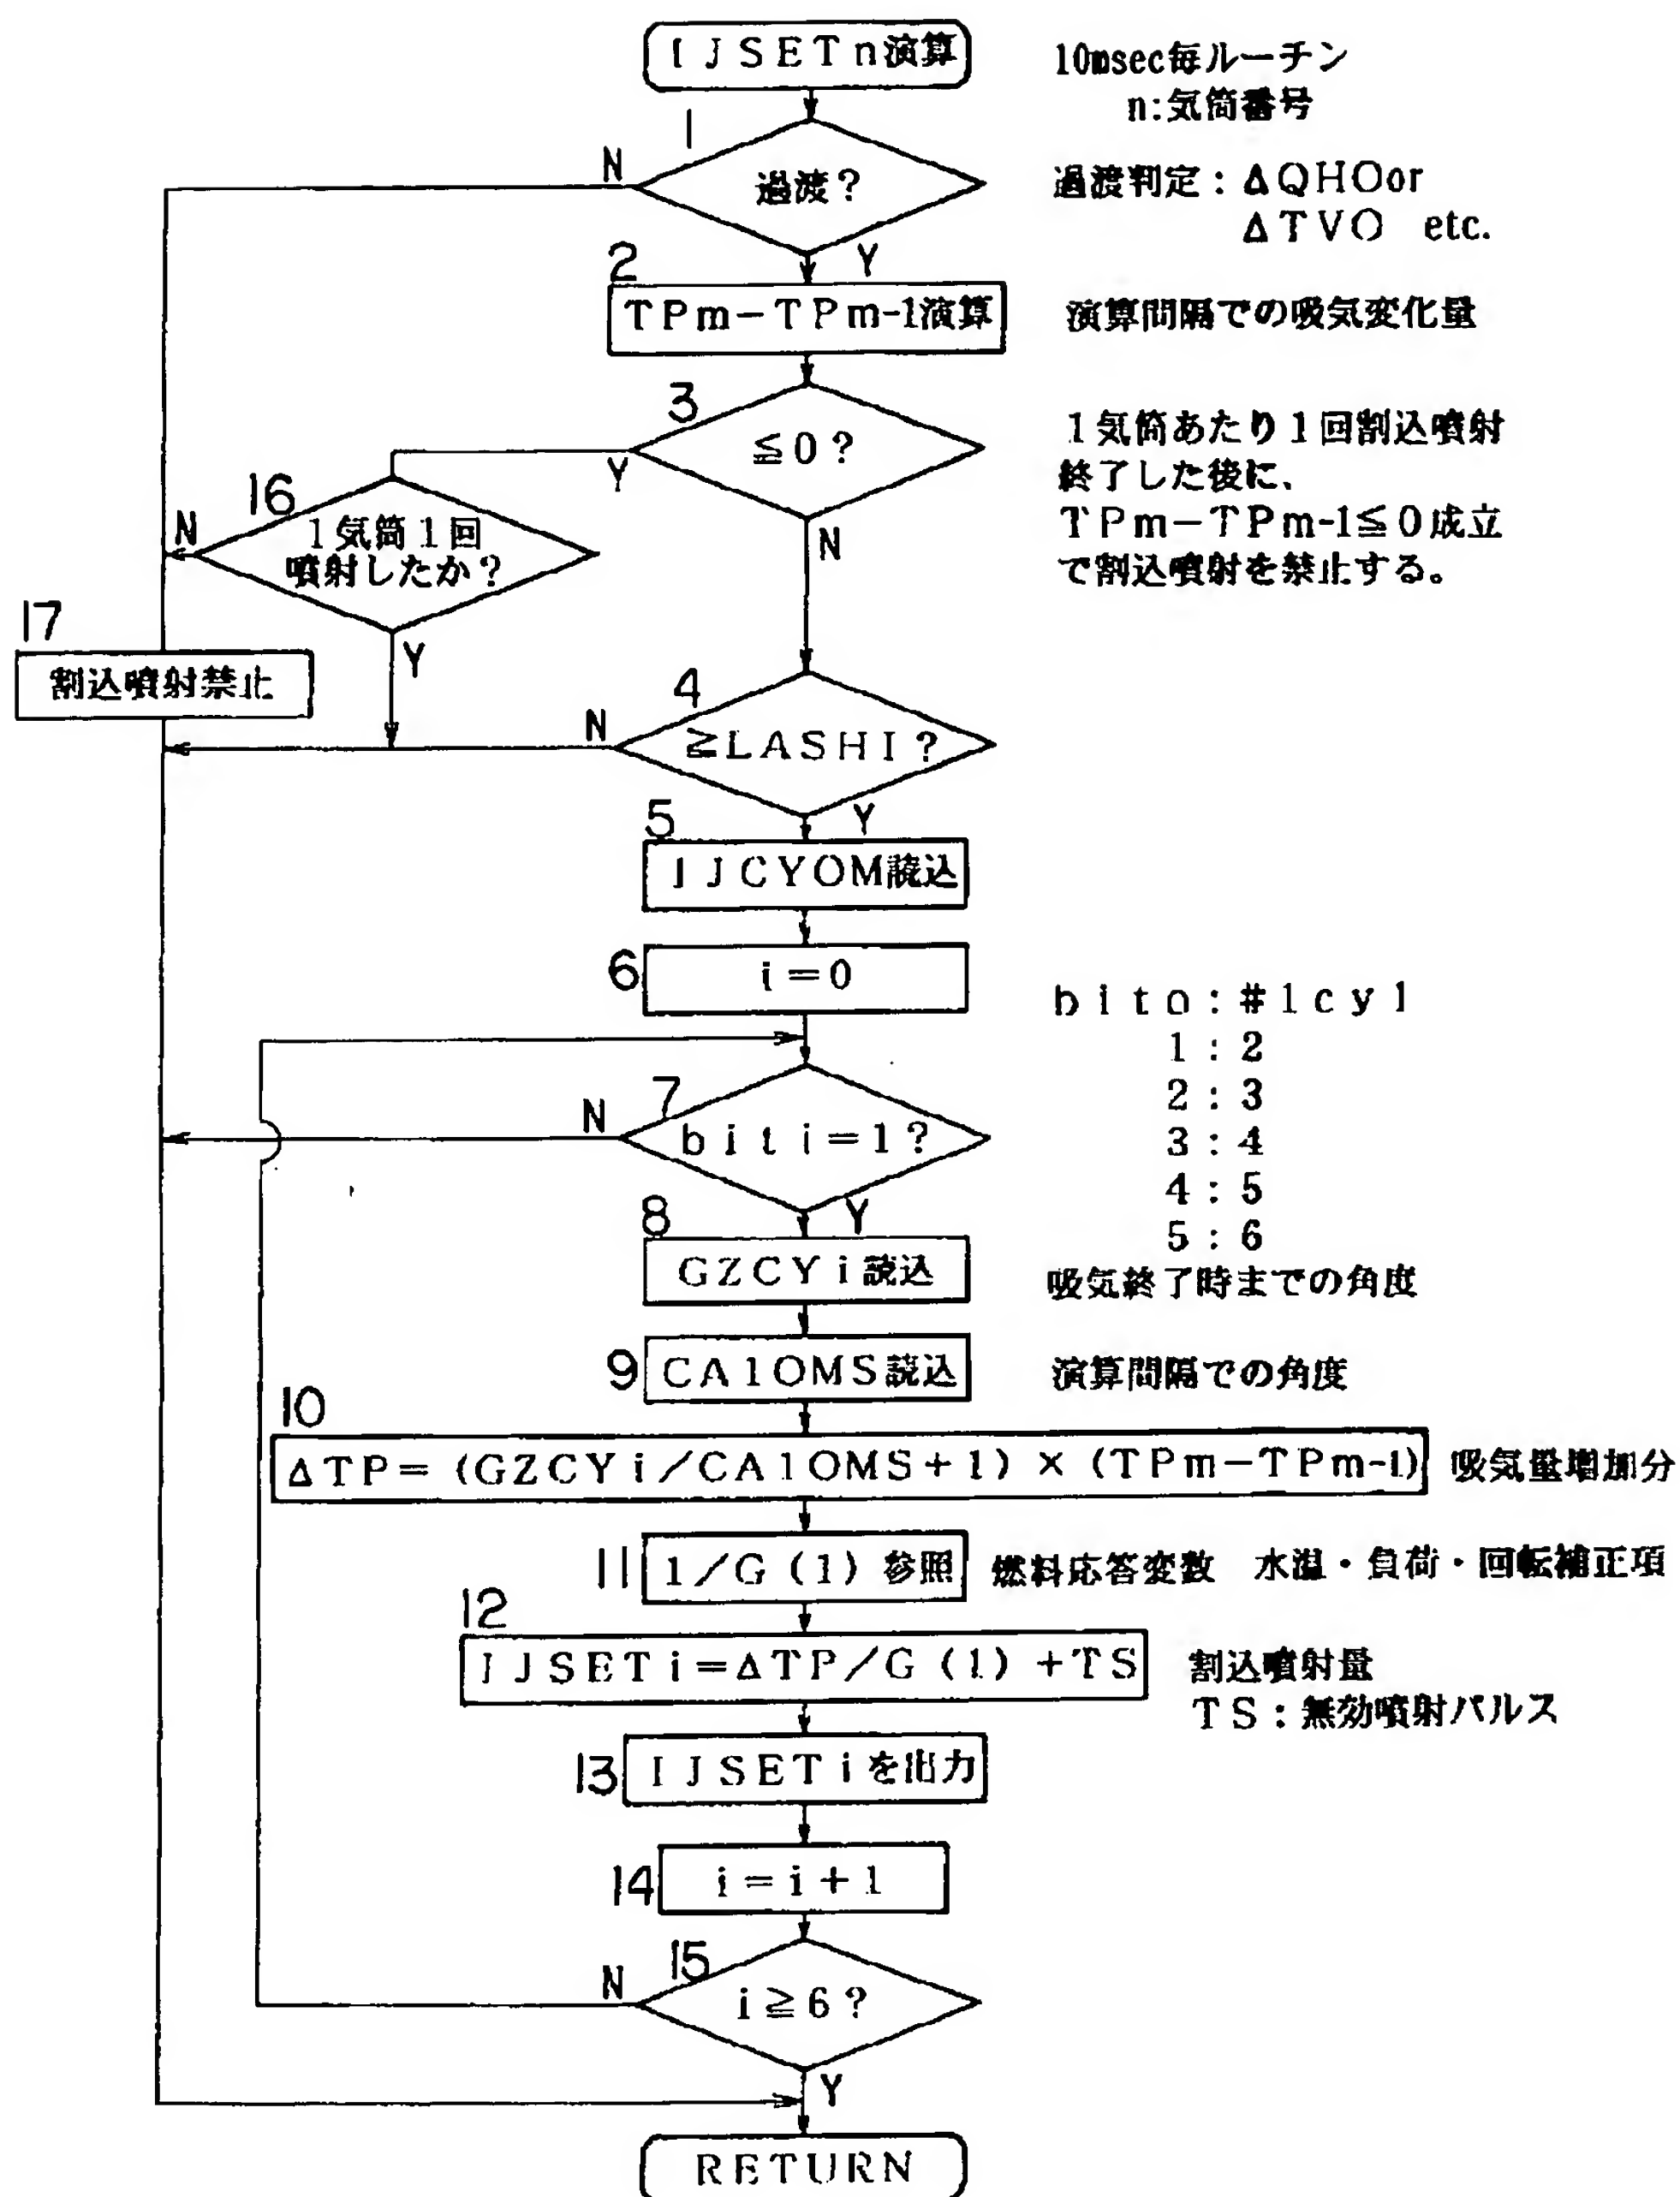 IJSETn演算
10msec毎ルーチン
n:気筒番号
1
N
過渡?
Y
過渡判定:ΔQHOor
ΔTVO etc.
2
TPm-TPm-1演算
演算間隔での吸気変化量
3
≦0?
Y
N
1気筒あたり1回割込噴射
終了した後に、
TPm-TPm-1≦0成立
で割込噴射を禁止する。
16
N
1気筒1回
噴射したか?
Y
17
割込噴射禁止
4
N
≧LASHI?
Y
5
IJCYOM読込
6
i=0
bit0:#1cyl
1:2
2:3
3:4
4:5
5:6
7
N
biti=1?
Y
8
GZCYi読込
吸気終了時までの角度
9
CA10MS読込
演算間隔での角度
10
ΔTP=(GZCYi/CA10MS+1)×(TPm-TPm-1)
吸気量増加分
11
1/G(1)参照
燃料応答変数 水温・負荷・回転補正項
12
IJSETi=ΔTP/G(1)+TS
割込噴射量
TS:無効噴射パルス
13
IJSETiを出力
14
i=i+1
15
N
i≧6?
Y
RETURN